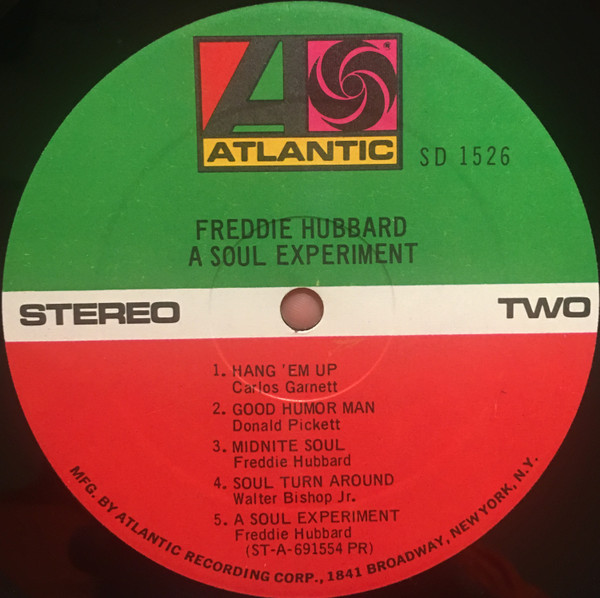 ATLANTIC
SD 1526
FREDDIE HUBBARD
A SOUL EXPERIMENT
STEREO
TWO
1. HANG 'EM UP
Carlos Garnett
2. GOOD HUMOR MAN
Donald Pickett
3. MIDNITE SOUL
Freddie Hubbard
4. SOUL TURN AROUND
Walter Bishop Jr.
5. A SOUL EXPERIMENT
Freddie Hubbard
(ST-A-691554 PR)
MFG. BY ATLANTIC RECORDING CORP., 1841 BROADWAY, NEW YORK, N.Y.